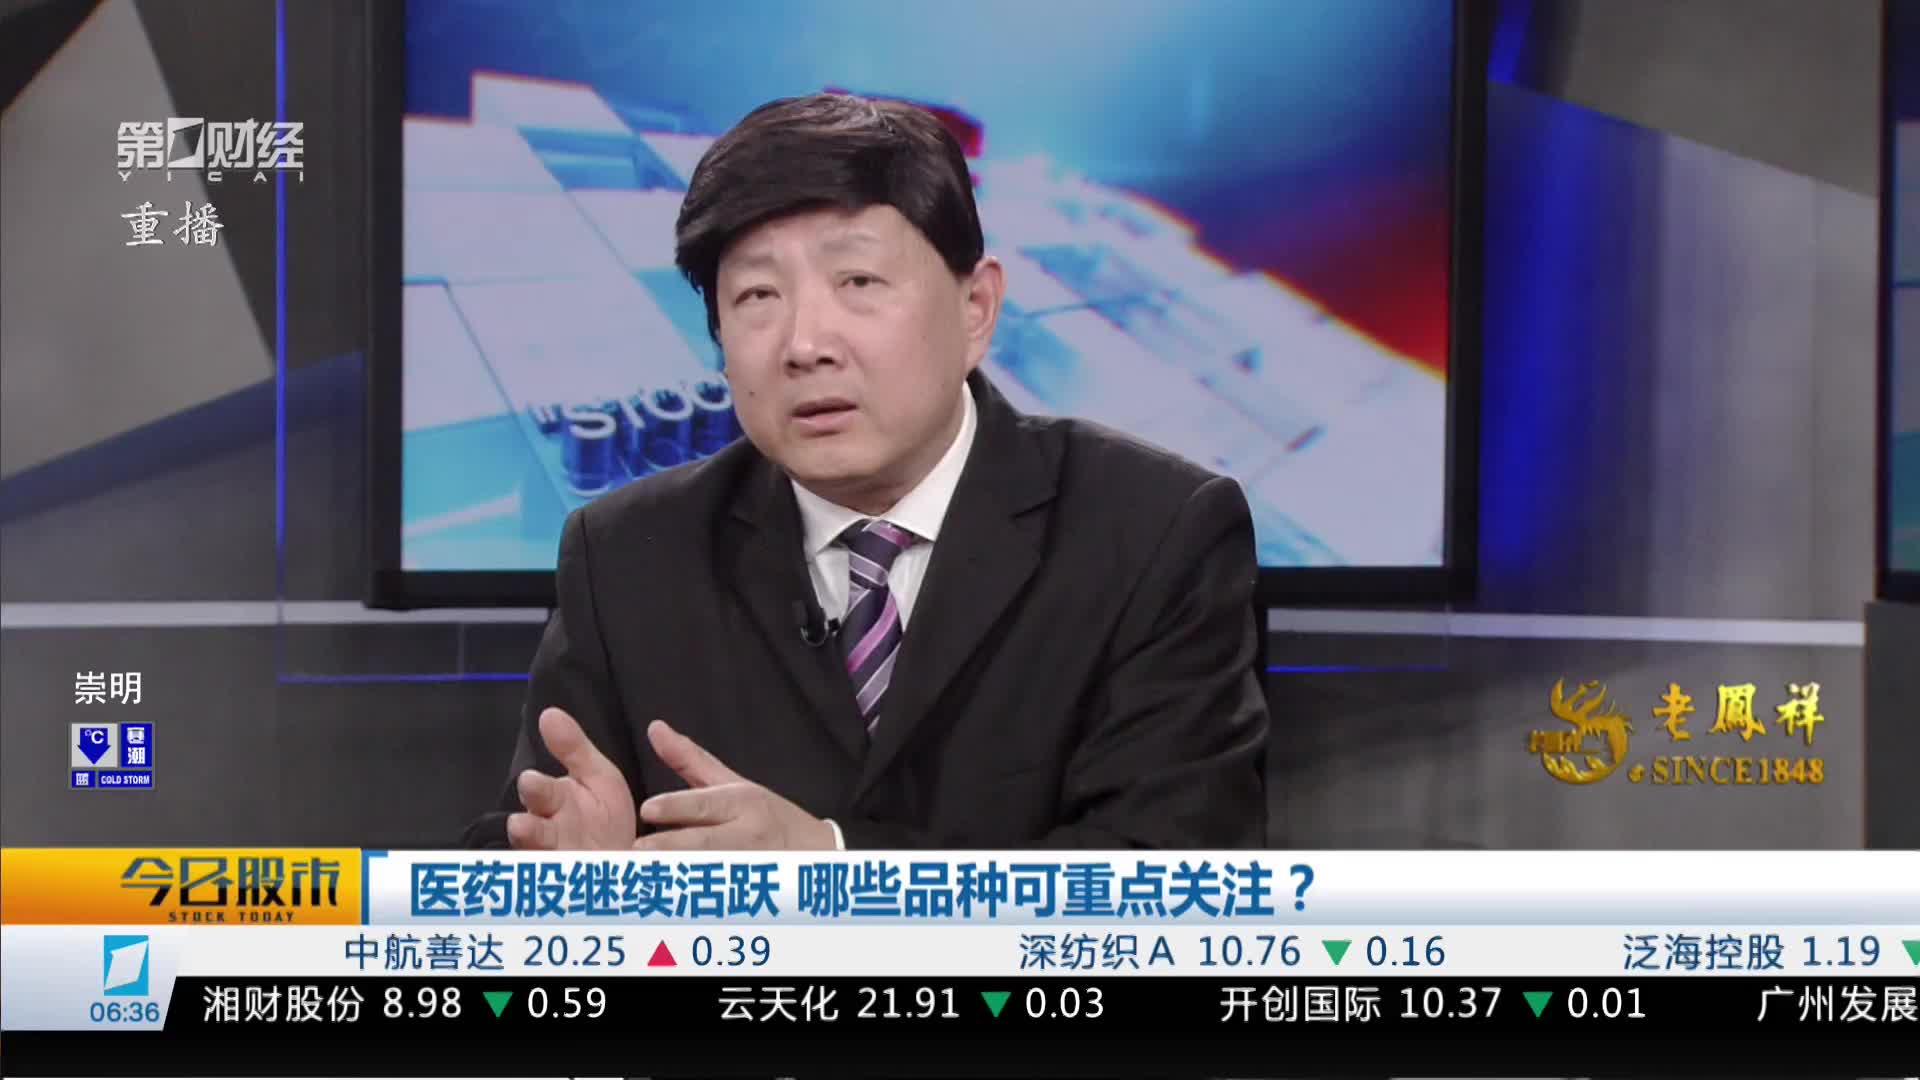 第1财经
YICAI
重播
"STOC
崇明
℃
寒潮
蓝 COLD STORM
老鳳祥
SINCE1848
今日股市
STOCK TODAY
医药股继续活跃 哪些品种可重点关注？
中航善达 20.25 ▲ 0.39 深纺织A 10.76 ▼ 0.16 泛海控股 1.19 ▼
06:36
湘财股份 8.98 ▼ 0.59 云天化 21.91 ▼ 0.03 开创国际 10.37 ▼ 0.01 广州发展